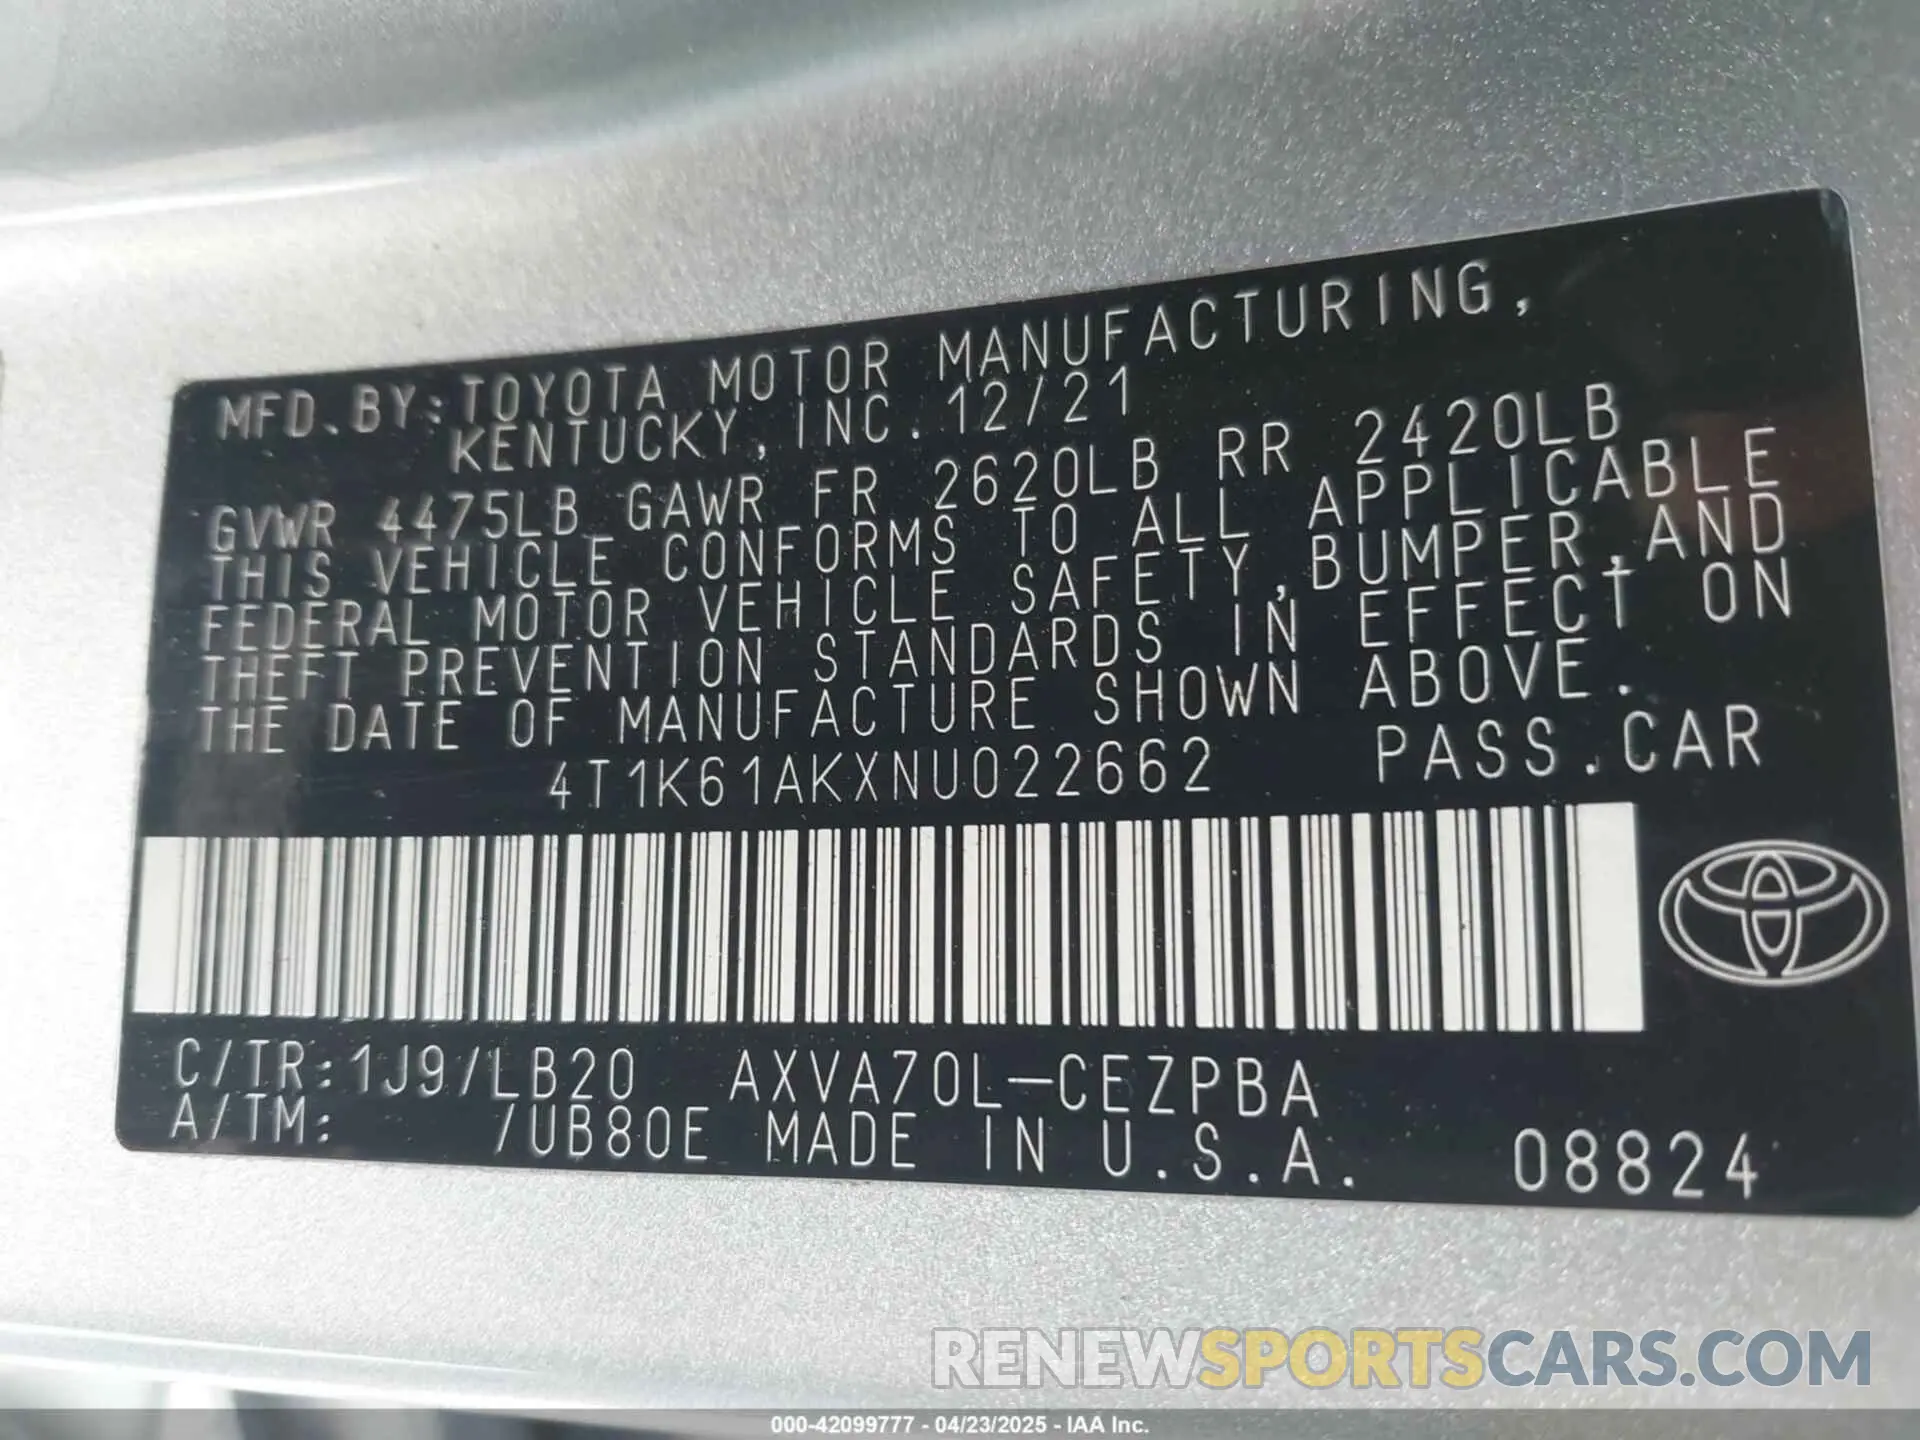 MFD.BY:TOYOTA MOTOR MANUFACTURING,
KENTUCKY, INC. 12/21
GVWR 4475LB GAWR FR 2620LB RR 2420LB
THIS VEHICLE CONFORMS TO ALL APPLICABLE
FEDERAL MOTOR VEHICLE SAFETY,BUMPER,AND
THEFT PREVENTION STANDARDS IN EFFECT ON
THE DATE OF MANUFACTURE SHOWN ABOVE.
4T1K61AKXNU022662 PASS.CAR
C/TR:1J9/LB20 AXVA70L-CEZPBA
A/TM: /UB80E MADE IN U.S.A. 08824
RENEWSPORTSCARS.COM
000-42099777 - 04/23/2025 - IAA Inc.